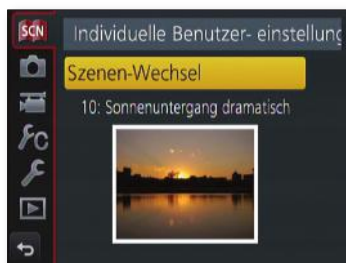 SCN
Individuelle Benutzer- einstellung
Szenen-Wechsel
10: Sonnenuntergang dramatisch
C